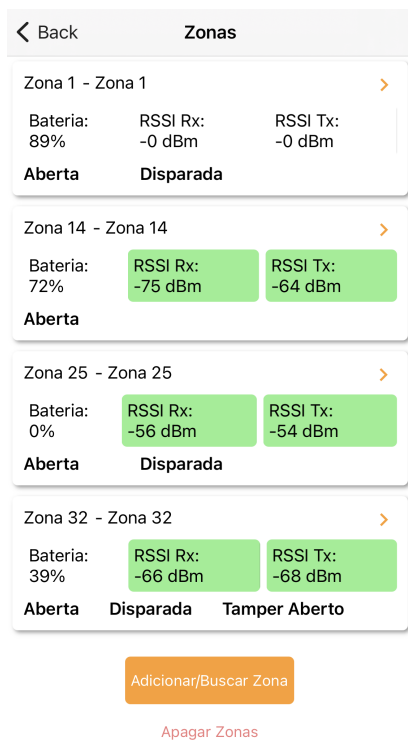 Back Zonas
Zona 1 - Zona 1
Bateria: RSSI Rx: RSSI Tx:
89% -0 dBm -0 dBm
Aberta Disparada
Zona 14 - Zona 14
Bateria: RSSI Rx: RSSI Tx:
72% -75 dBm -64 dBm
Aberta
Zona 25 - Zona 25
Bateria: RSSI Rx: RSSI Tx:
0% -56 dBm -54 dBm
Aberta Disparada
Zona 32 - Zona 32
Bateria: RSSI Rx: RSSI Tx:
39% -66 dBm -68 dBm
Aberta Disparada Tamper Aberto
Adicionar/Buscar Zona
Apagar Zonas